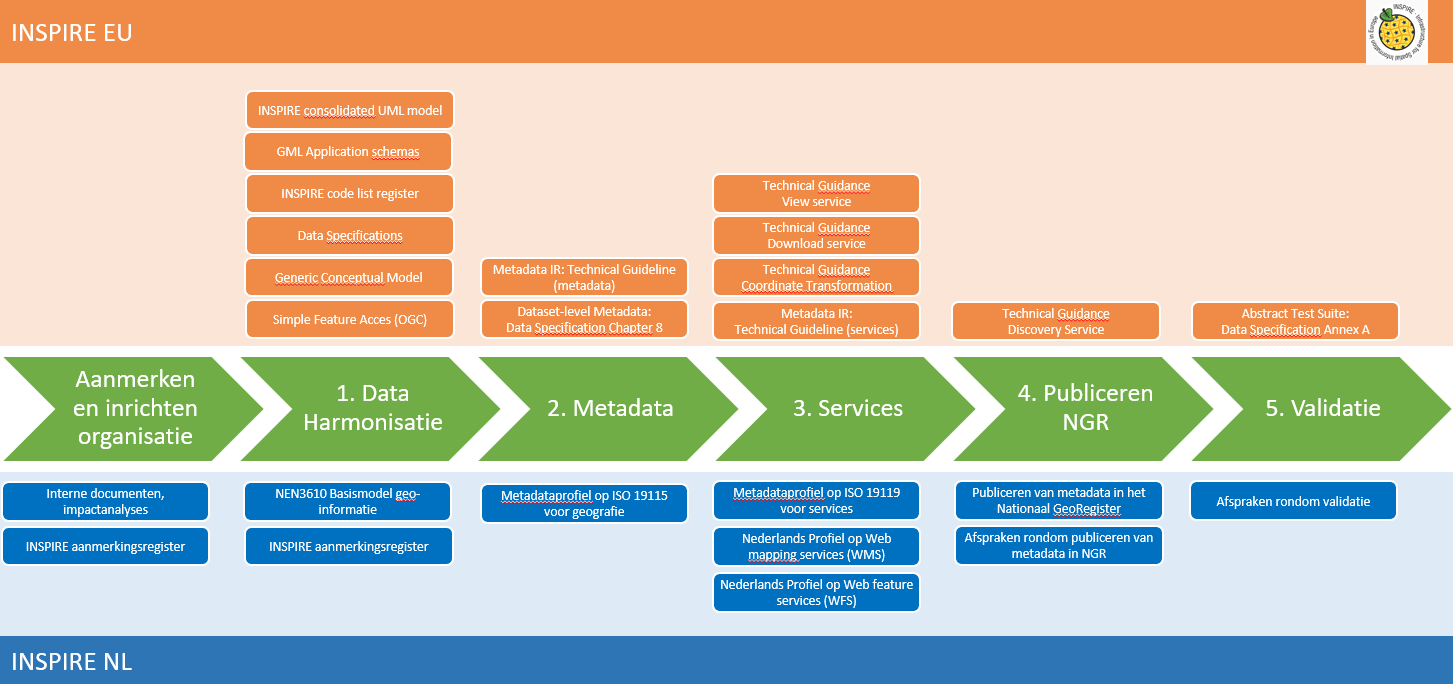 INSPIRE EU
INSPIRE - Infrastructure for Spatial Information in Europe
INSPIRE consolidated UML model
GML Application schemas
INSPIRE code list register
Data Specifications
Generic Conceptual Model
Simple Feature Acces (OGC)
Metadata IR: Technical Guideline
(metadata)
Dataset-level Metadata:
Data Specification Chapter 8
Technical Guidance
View service
Technical Guidance
Download service
Technical Guidance
Coordinate Transformation
Metadata IR:
Technical Guideline (services)
Technical Guidance
Discovery Service
Abstract Test Suite:
Data Specification Annex A
Aanmerken
en inrichten
organisatie
1. Data
Harmonisatie
2. Metadata
3. Services
4. Publiceren
NGR
5. Validatie
Interne documenten,
impactanalyses
INSPIRE aanmerkingsregister
NEN3610 Basismodel geo-
informatie
INSPIRE aanmerkingsregister
Metadataprofiel op ISO 19115
voor geografie
Metadataprofiel op ISO 19119
voor services
Nederlands Profiel op Web
mapping services (WMS)
Nederlands Profiel op Web feature
services (WFS)
Publiceren van metadata in het
Nationaal GeoRegister
Afspraken rondom publiceren van
metadata in NGR
Afspraken rondom validatie
INSPIRE NL